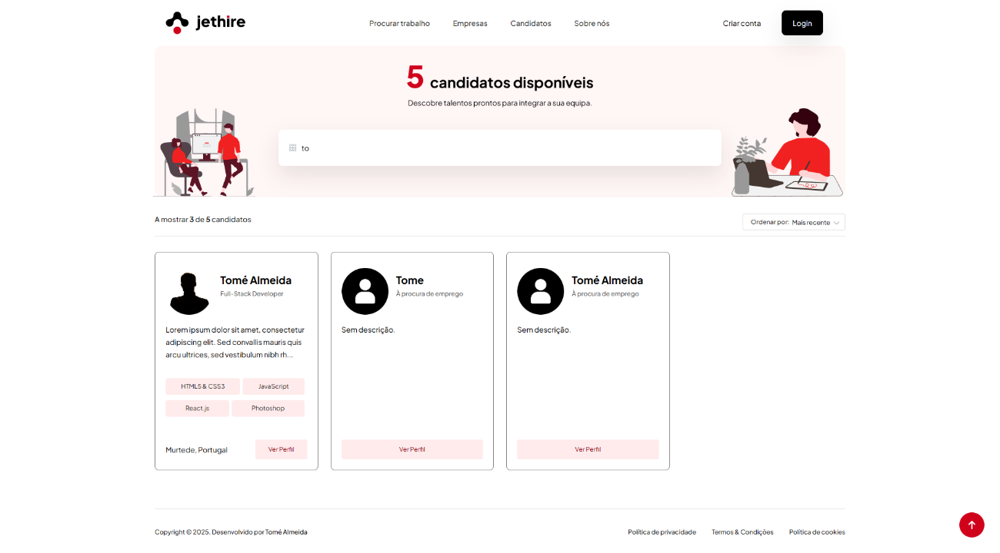 jethire
Procurar trabalho
Empresas
Candidatos
Sobre nós
Criar conta
Login
5 candidatos disponíveis
Descobre talentos prontos para integrar a sua equipa.
to
A mostrar 3 de 5 candidatos
Ordenar por: Mais recente
Tomé Almeida
Full-Stack Developer
Lorem ipsum dolor sit amet, consectetur
adipiscing elit. Sed convallis mauris quis
arcu ultrices, sed vestibulum nibh rh...
HTML5 & CSS3
JavaScript
React.js
Photoshop
Murtede, Portugal
Ver Perfil
Tome
À procura de emprego
Sem descrição.
Ver Perfil
Tomé Almeida
À procura de emprego
Sem descrição.
Ver Perfil
Copyright © 2025. Desenvolvido por Tomé Almeida
Política de privacidade
Termos & Condições
Política de cookies